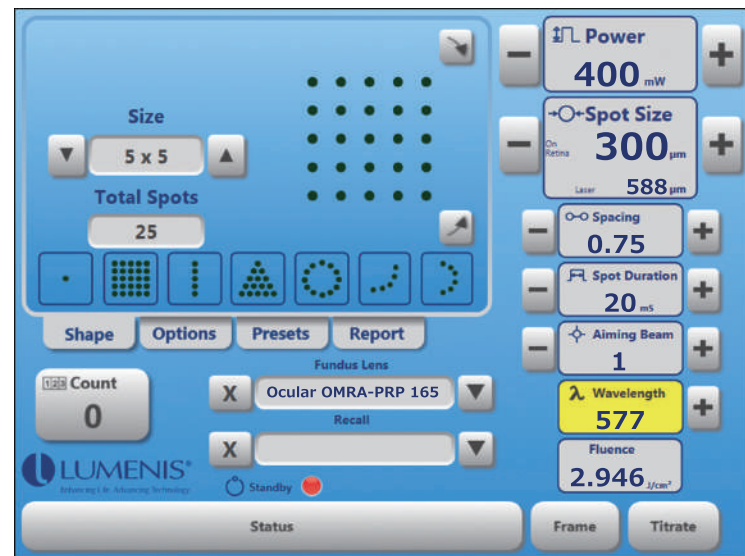 Size
5 x 5
Total Spots
25
Shape
Options
Presets
Report
Power
400 mW
Spot Size
On Retina
300 µm
Laser 588 µm
Spacing
0.75
Spot Duration
20 mS
Aiming Beam
1
λ Wavelength
577
Fluence
2.946 J/cm²
123 Count
0
Fundus Lens
X Ocular OMRA-PRP 165
Recall
X
LUMENIS®
Enhancing Life. Advancing Technology.
Standby
Status
Frame
Titrate